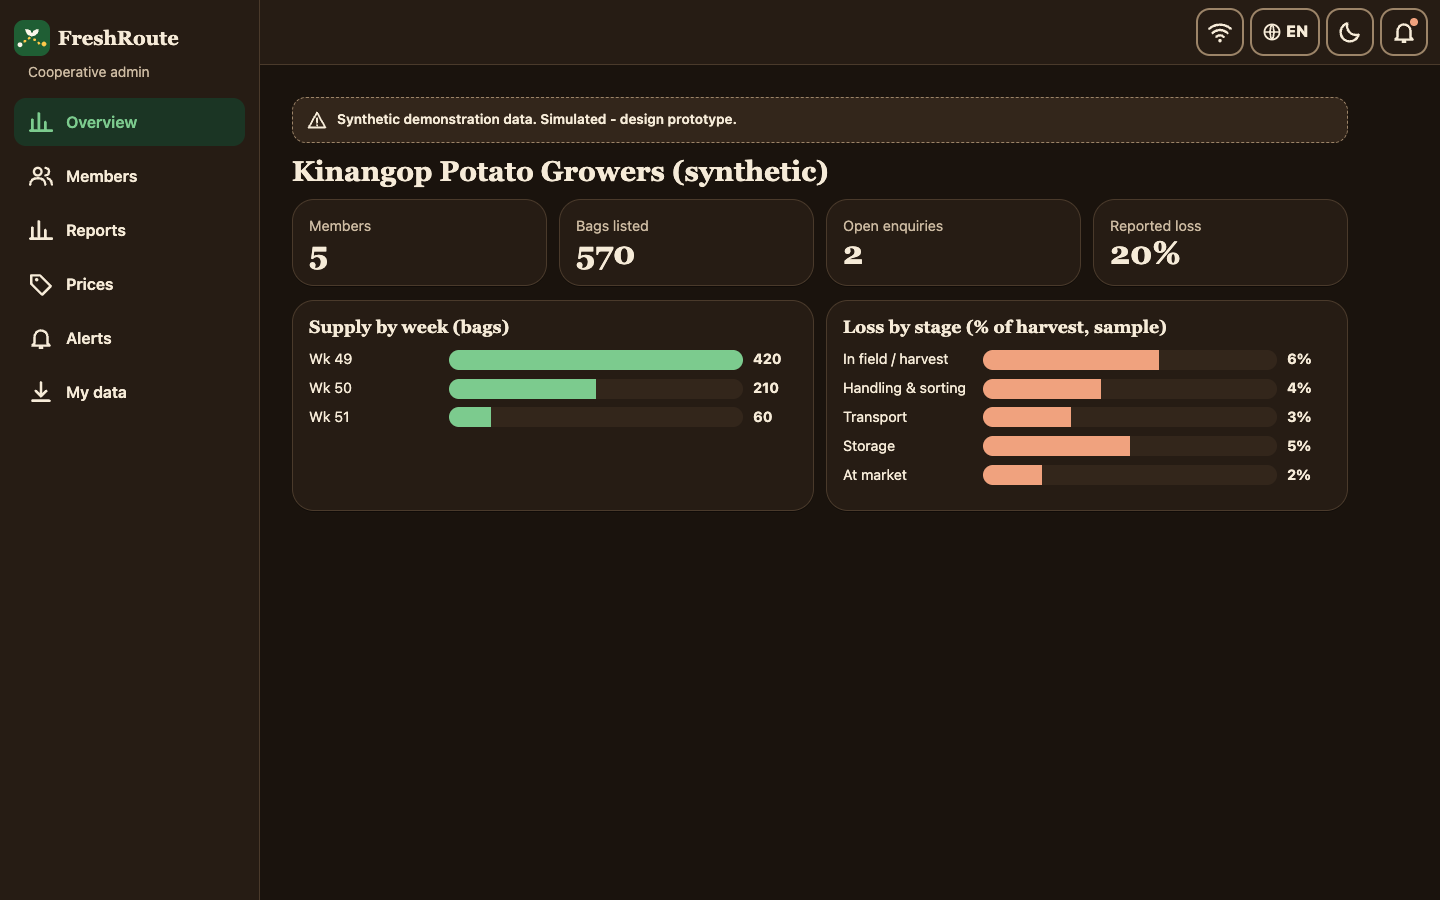 FreshRoute
Cooperative admin
Overview
Members
Reports
Prices
Alerts
My data
EN
Synthetic demonstration data. Simulated - design prototype.
Kinangop Potato Growers (synthetic)
Members
5
Bags listed
570
Open enquiries
2
Reported loss
20%
Supply by week (bags)
Wk 49 420
Wk 50 210
Wk 51 60
Loss by stage (% of harvest, sample)
In field / harvest 6%
Handling & sorting 4%
Transport 3%
Storage 5%
At market 2%